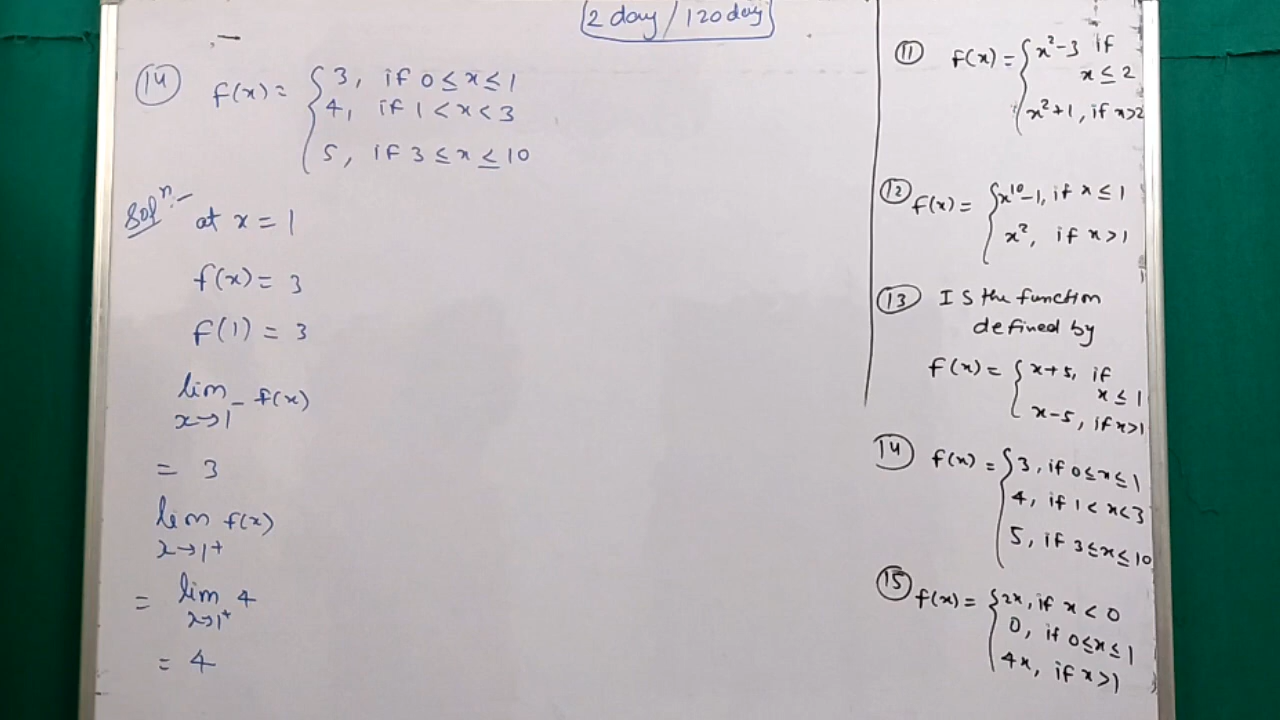 2 day / 120 day
(14) f(x) = { 3, if 0 ≤ x ≤ 1
4, if 1 < x < 3
5, if 3 ≤ x ≤ 10
Solⁿ:-
at x = 1
f(x) = 3
f(1) = 3
lim f(x)
x→1⁻
= 3
lim f(x)
x→1⁺
= lim 4
x→1⁺
= 4
(11) f(x) = { x²-3 if
x ≤ 2
x²+1, if x>2
(12) f(x) = { x¹⁰-1, if x ≤ 1
x², if x > 1
(13) IS the function
defined by
f(x) = { x+5, if
x ≤ 1
x-5, if x>1
(14) f(x) = { 3, if 0≤x≤1
4, if 1< x<3
5, if 3≤x≤10
(15) f(x) = { 2x, if x < 0
0, if 0≤x≤1
4x, if x>1